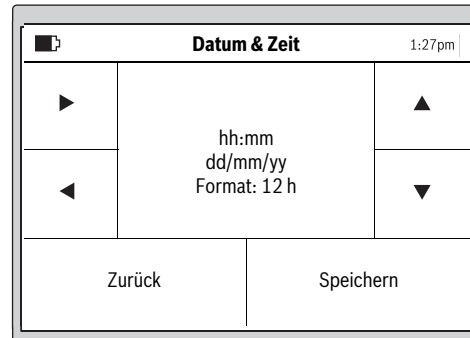 Datum & Zeit 1:27pm
hh:mm
dd/mm/yy
Format: 12 h
Zurück Speichern